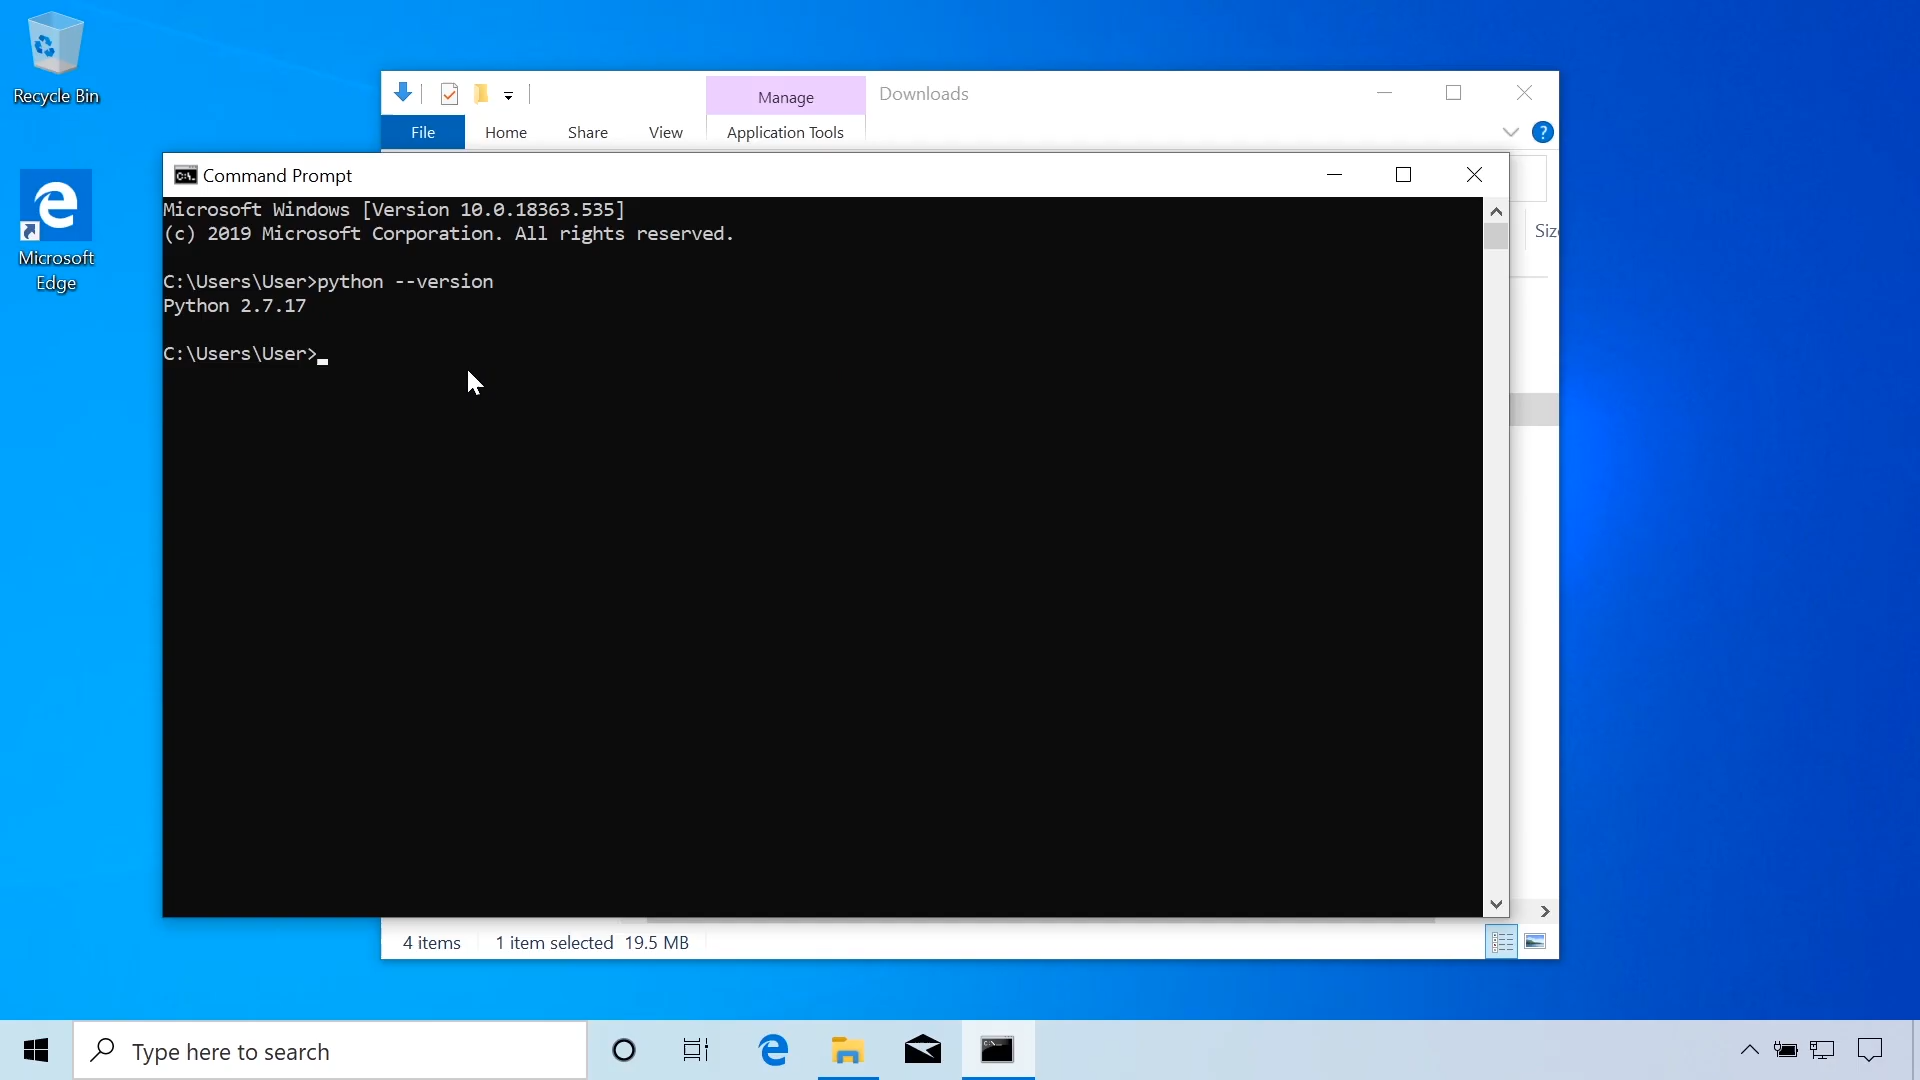 Recycle Bin
Microsoft
Edge
Manage
Downloads
File
Home
Share
View
Application Tools
?
Command Prompt
Microsoft Windows [Version 10.0.18363.535]
(c) 2019 Microsoft Corporation. All rights reserved.
C:\Users\User>python --version
Python 2.7.17
C:\Users\User>
4 items
1 item selected 19.5 MB
Type here to search